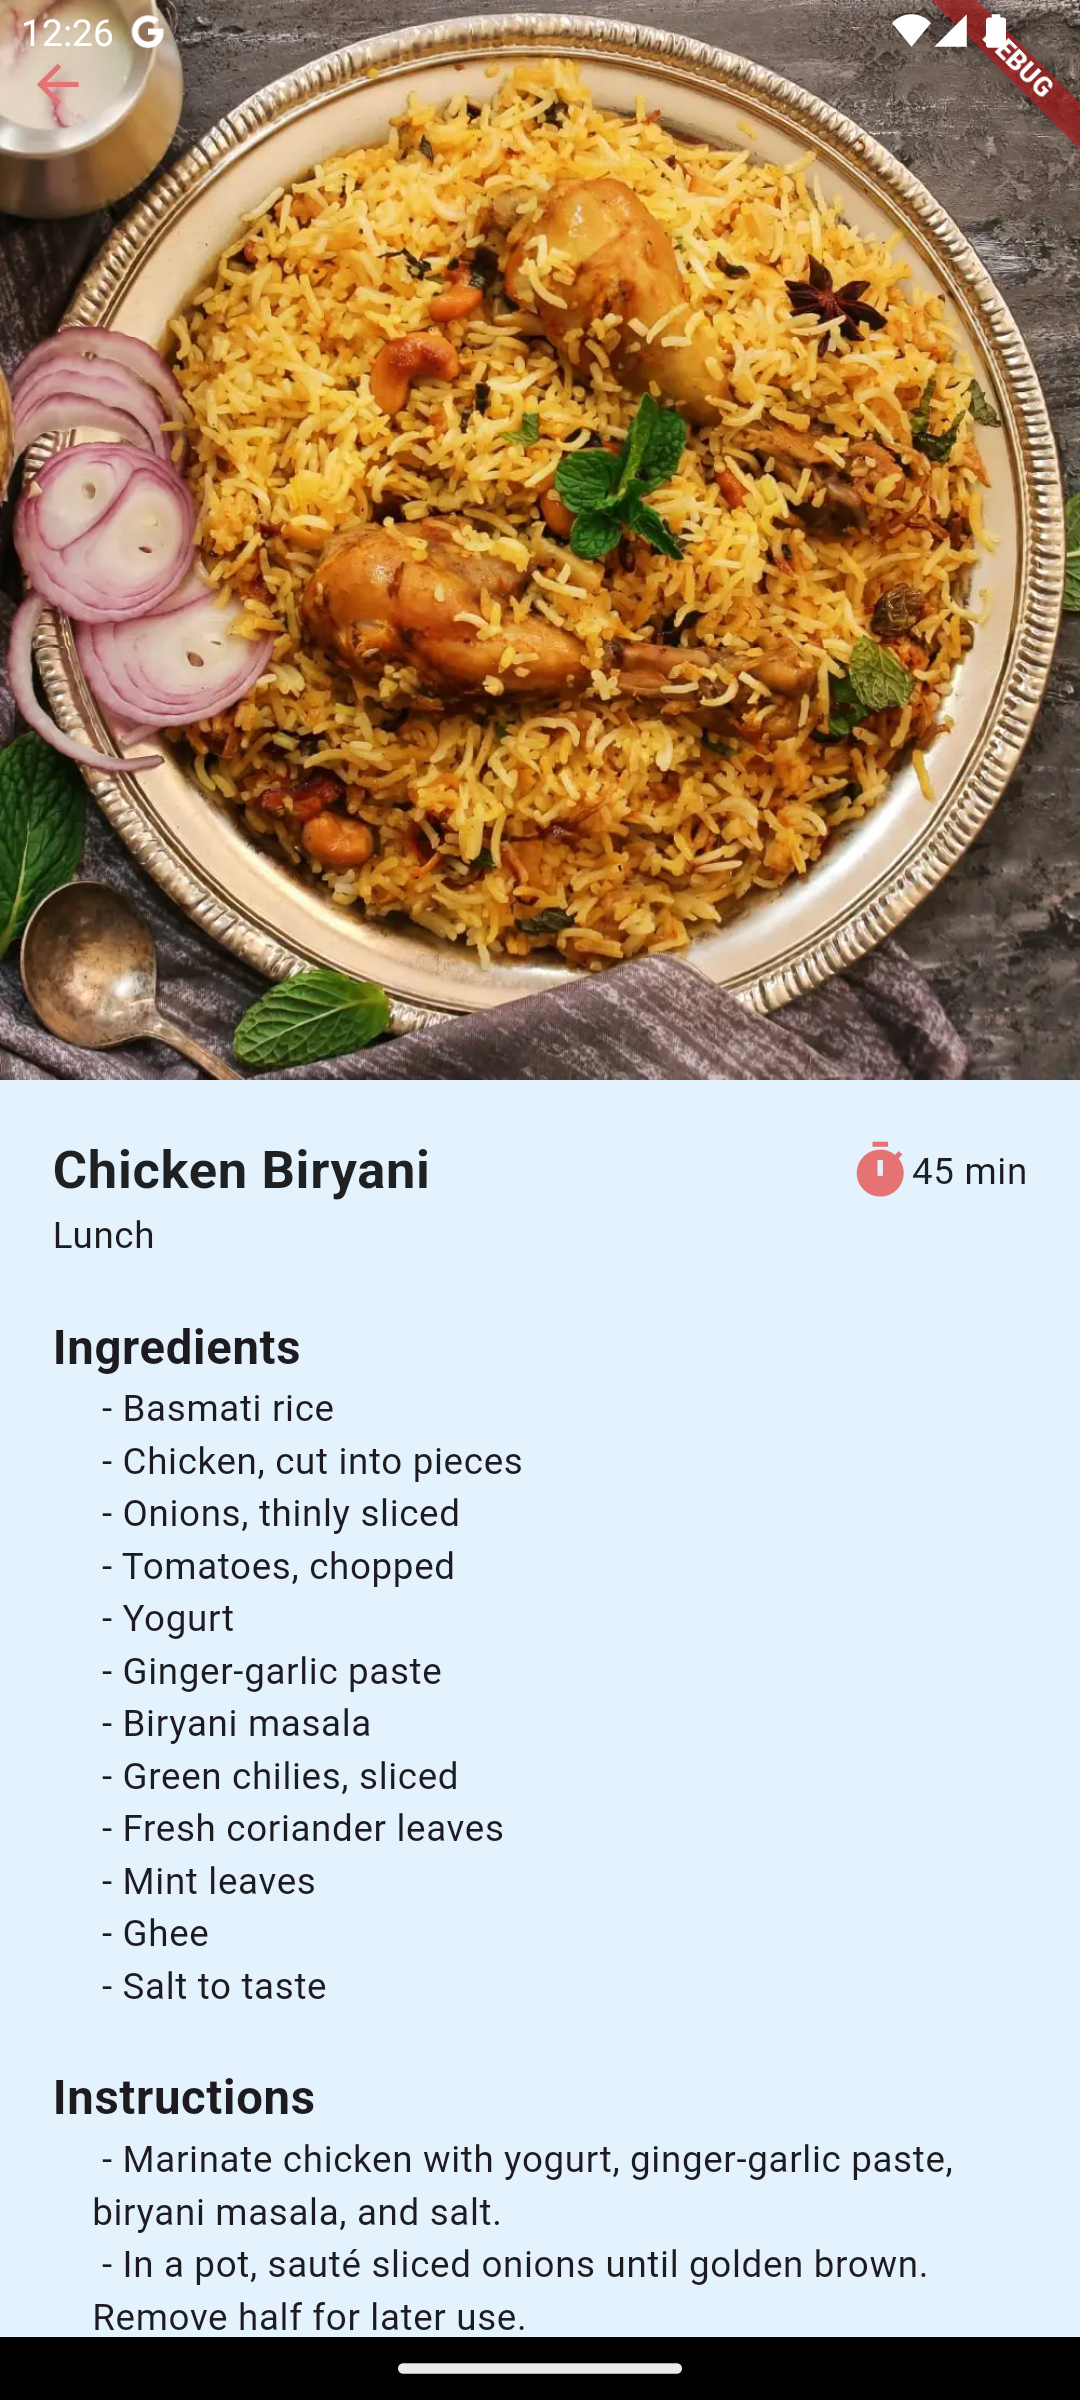 12:26 G
DEBUG
Chicken Biryani
45 min
Lunch
Ingredients
- Basmati rice
- Chicken, cut into pieces
- Onions, thinly sliced
- Tomatoes, chopped
- Yogurt
- Ginger-garlic paste
- Biryani masala
- Green chilies, sliced
- Fresh coriander leaves
- Mint leaves
- Ghee
- Salt to taste
Instructions
- Marinate chicken with yogurt, ginger-garlic paste,
biryani masala, and salt.
- In a pot, sauté sliced onions until golden brown.
Remove half for later use.